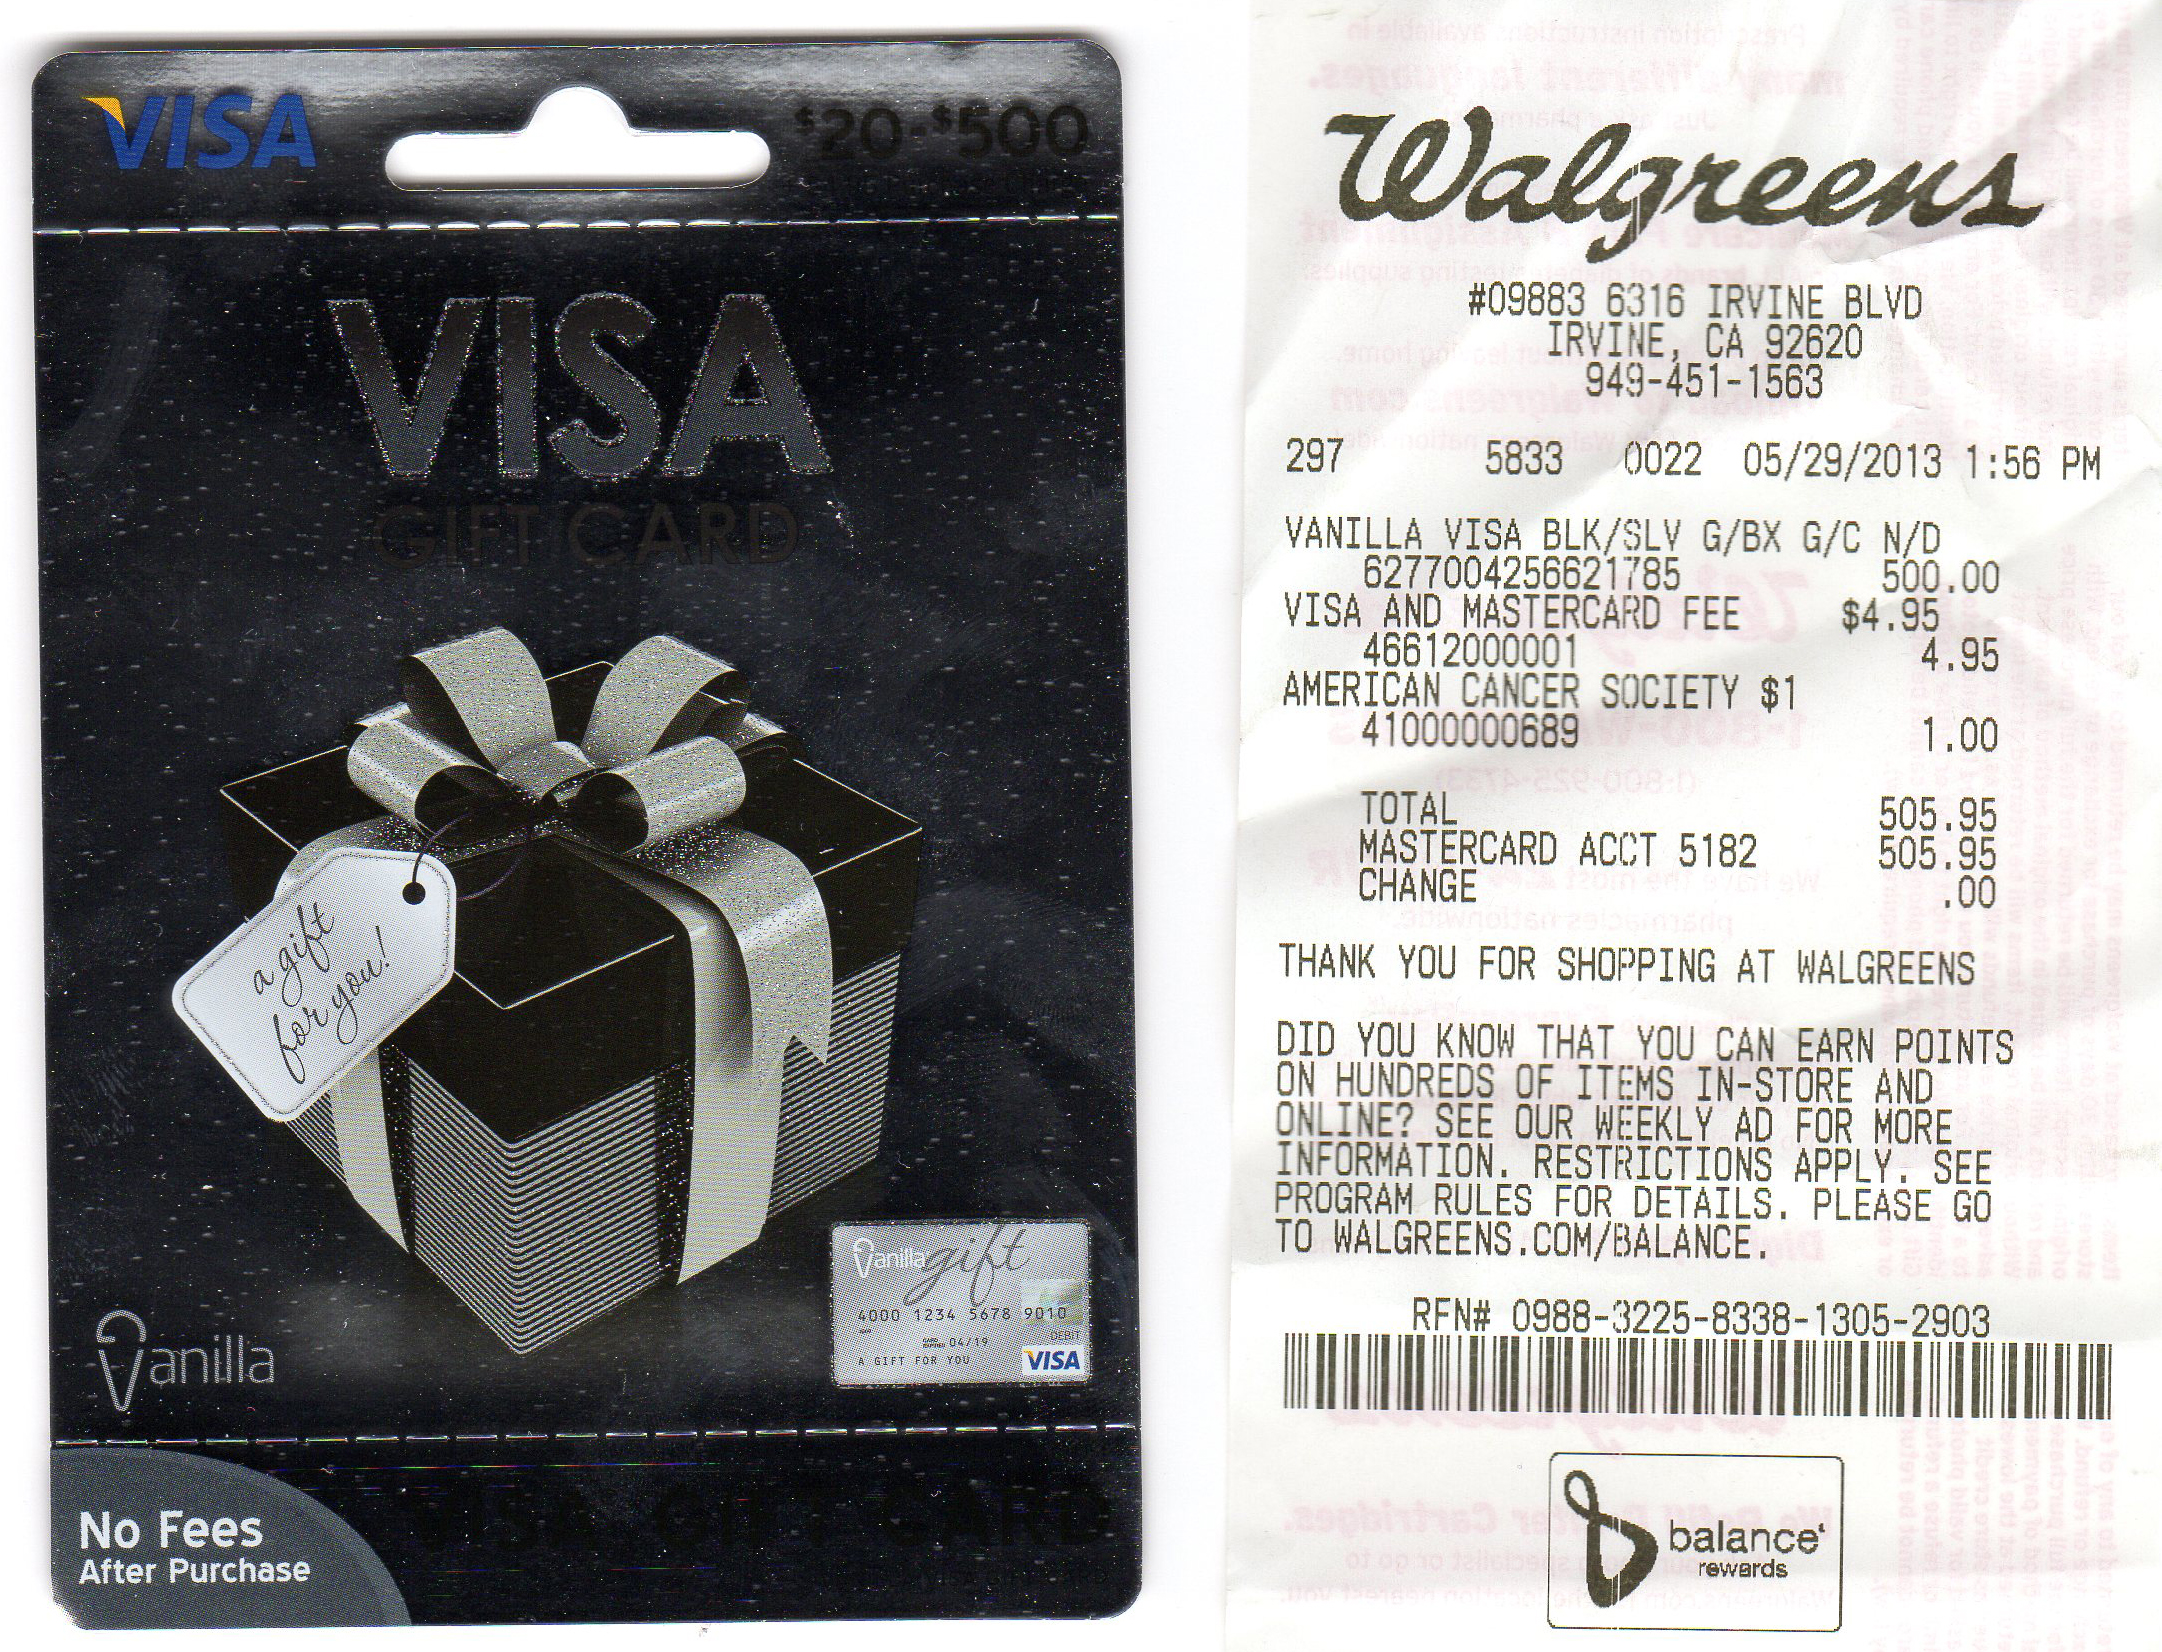 VISA
$20-$500
VISA
GIFT CARD
a gift
for you!
Vanilla gift
4000 1234 5678 9010
04/19
DEBIT
A GIFT FOR YOU
VISA
Vanilla
No Fees
After Purchase
Walgreens
#09883 6316 IRVINE BLVD
IRVINE, CA 92620
949-451-1563
297 5833 0022 05/29/2013 1:56 PM
VANILLA VISA BLK/SLV G/BX G/C N/D
6277004256621785 500.00
VISA AND MASTERCARD FEE $4.95
46612000001 4.95
AMERICAN CANCER SOCIETY $1
41000000689 1.00
TOTAL 505.95
MASTERCARD ACCT 5182 505.95
CHANGE .00
THANK YOU FOR SHOPPING AT WALGREENS
DID YOU KNOW THAT YOU CAN EARN POINTS
ON HUNDREDS OF ITEMS IN-STORE AND
ONLINE? SEE OUR WEEKLY AD FOR MORE
INFORMATION. RESTRICTIONS APPLY. SEE
PROGRAM RULES FOR DETAILS. PLEASE GO
TO WALGREENS.COM/BALANCE.
RFN# 0988-3225-8338-1305-2903
balance
rewards